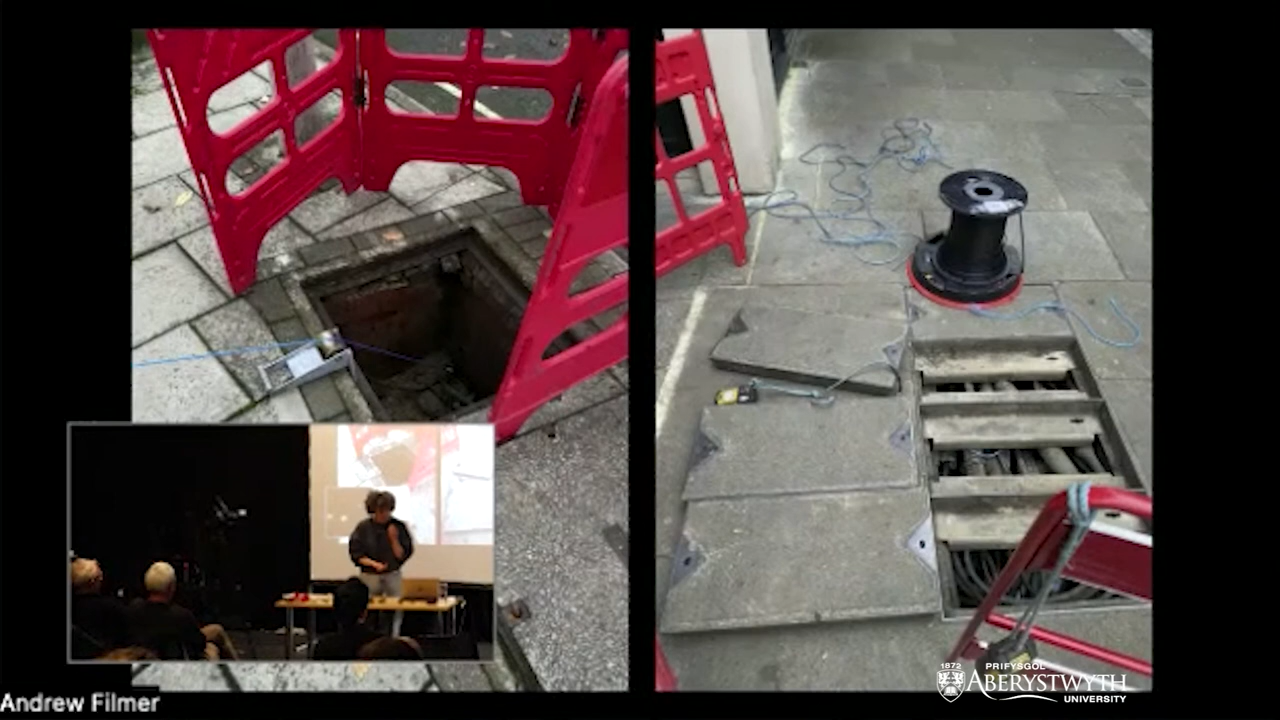 Andrew Filmer
1872
PRIFYSGOL
ABERYSTWYTH
UNIVERSITY